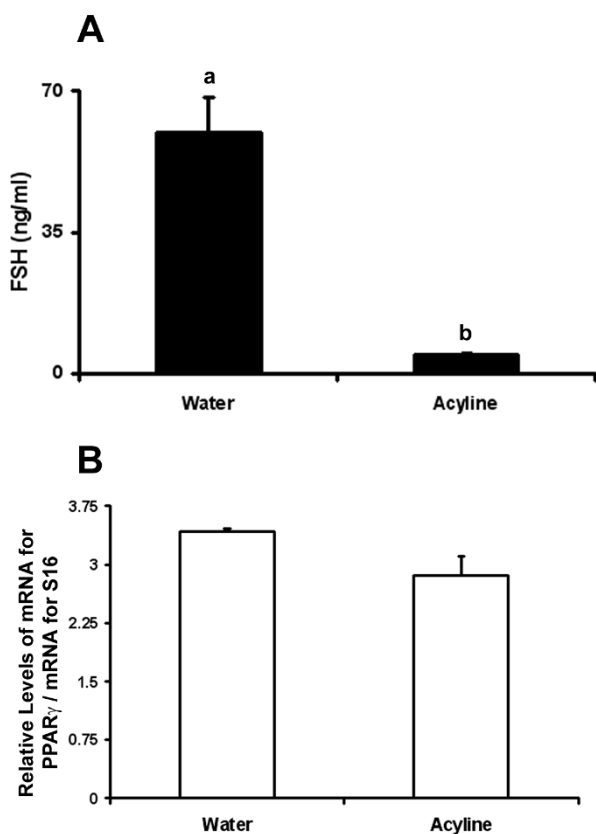 A
a
70
FSH (ng/ml)
35
b
0
Water Acyline
B
3.75
Relative Levels of mRNA for
PPARγ / mRNA for S16
3
2.25
1.5
0.75
0
Water Acyline